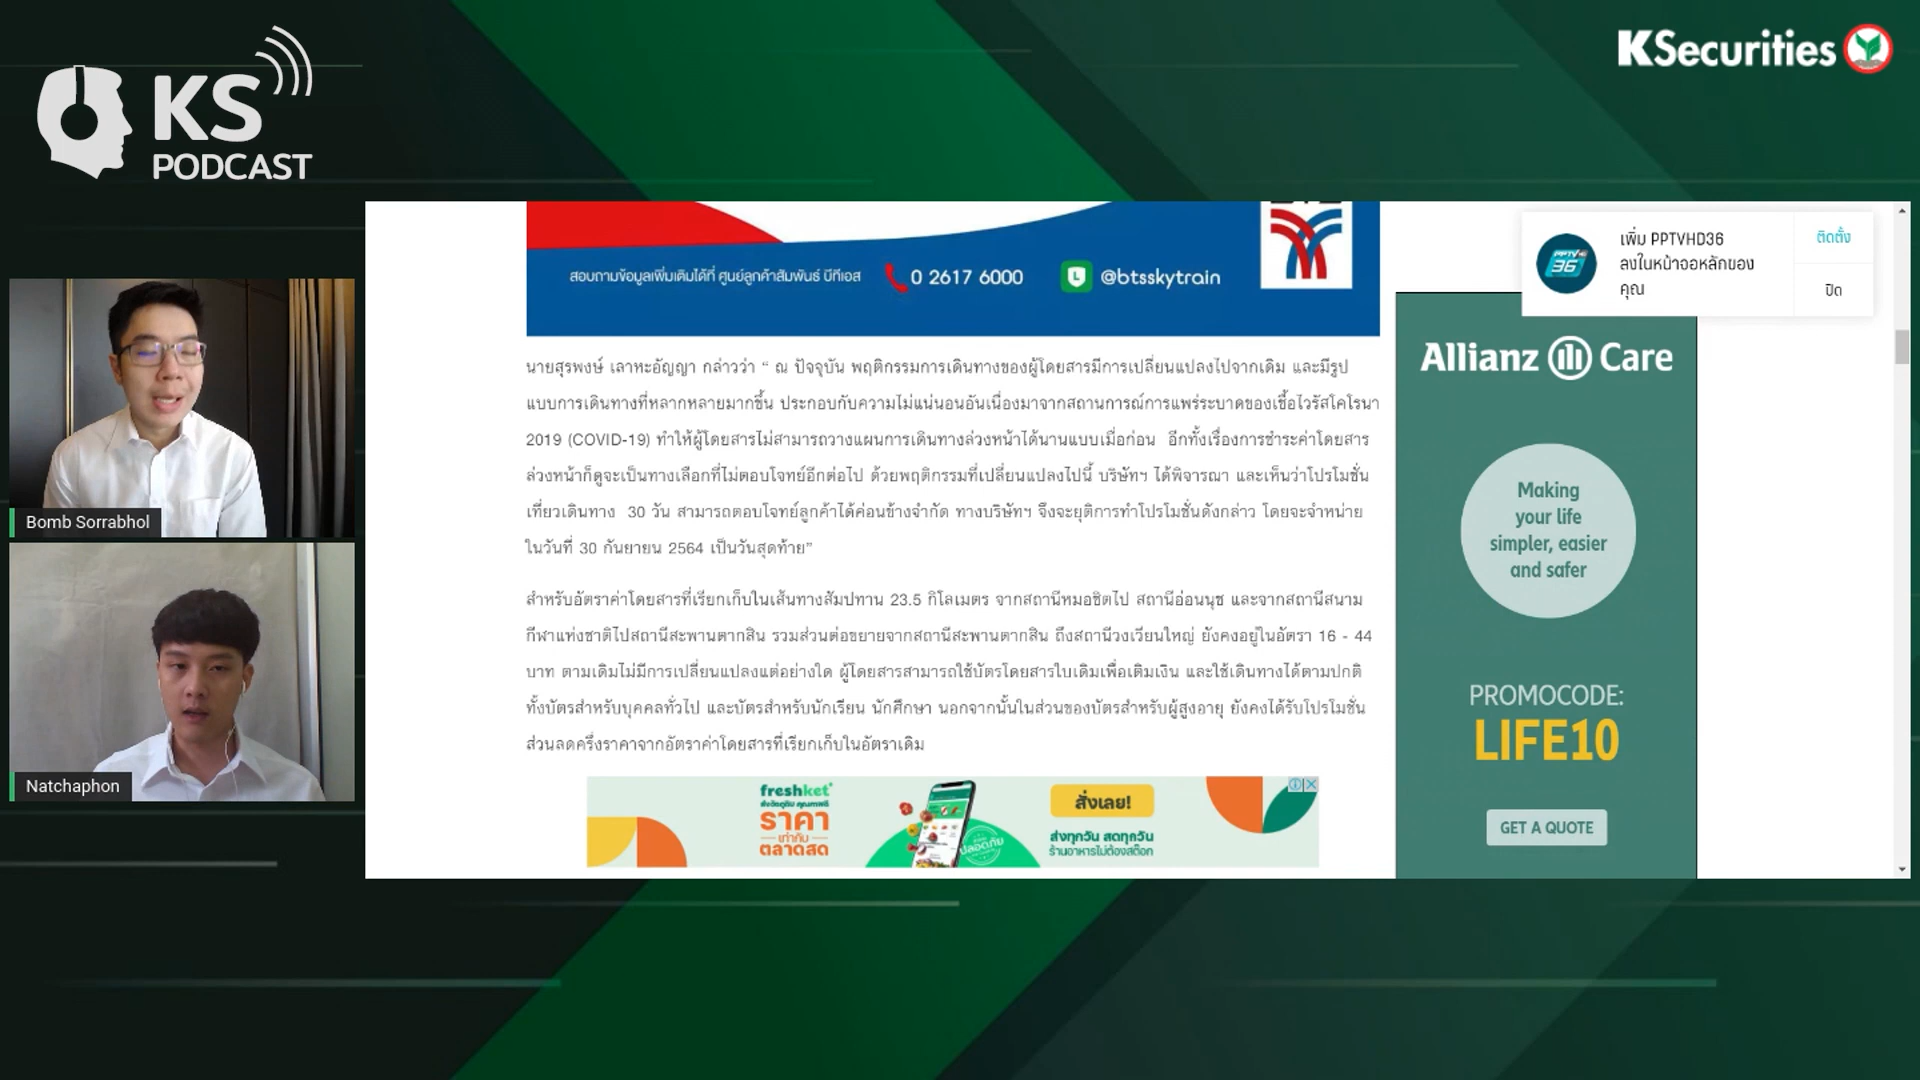 KS
PODCAST
KSecurities
Bomb Sorrabhol
Natchaphon
สอบถามข้อมูลเพิ่มเติมได้ที่ ศูนย์ลูกค้าสัมพันธ์ บีทีเอส 0 2617 6000 @btsskytrain
นายสุรพงษ์ เลาหะอัญญา กล่าวว่า “ ณ ปัจจุบัน พฤติกรรมการเดินทางของผู้โดยสารมีการเปลี่ยนแปลงไปจากเดิม และมีรูป
แบบการเดินทางที่หลากหลายมากขึ้น ประกอบกับความไม่แน่นอนอันเนื่องมาจากสถานการณ์การแพร่ระบาดของเชื้อไวรัสโคโรนา
2019 (COVID-19) ทำให้ผู้โดยสารไม่สามารถวางแผนการเดินทางล่วงหน้าได้นานแบบเมื่อก่อน อีกทั้งเรื่องการชำระค่าโดยสาร
ล่วงหน้าก็ดูจะเป็นทางเลือกที่ไม่ตอบโจทย์อีกต่อไป ด้วยพฤติกรรมที่เปลี่ยนแปลงไปนี้ บริษัทฯ ได้พิจารณา และเห็นว่าโปรโมชั่น
เที่ยวเดินทาง 30 วัน สามารถตอบโจทย์ลูกค้าได้ค่อนข้างจำกัด ทางบริษัทฯ จึงจะยุติการทำโปรโมชั่นดังกล่าว โดยจะจำหน่าย
ในวันที่ 30 กันยายน 2564 เป็นวันสุดท้าย”
สำหรับอัตราค่าโดยสารที่เรียกเก็บในเส้นทางสัมปทาน 23.5 กิโลเมตร จากสถานีหมอชิตไป สถานีอ่อนนุช และจากสถานีสนาม
กีฬาแห่งชาติไปสถานีสะพานตากสิน รวมส่วนต่อขยายจากสถานีสะพานตากสิน ถึงสถานีวงเวียนใหญ่ ยังคงอยู่ในอัตรา 16 - 44
บาท ตามเดิมไม่มีการเปลี่ยนแปลงแต่อย่างใด ผู้โดยสารสามารถใช้บัตรโดยสารใบเดิมเพื่อเติมเงิน และใช้เดินทางได้ตามปกติ
ทั้งบัตรสำหรับบุคคลทั่วไป และบัตรสำหรับนักเรียน นักศึกษา นอกจากนั้นในส่วนของบัตรสำหรับผู้สูงอายุ ยังคงได้รับโปรโมชั่น
ส่วนลดครึ่งราคาจากอัตราค่าโดยสารที่เรียกเก็บในอัตราเดิม
freshket
ส่งวัตถุดิบ คุณภาพดี
ราคา
เท่ากับ
ตลาดสด
ปลอดภัย
สั่งเลย!
ส่งทุกวัน สดทุกวัน
ร้านอาหารไม่ต้องสต็อก
PPTV
36
เพิ่ม PPTVHD36
ลงในหน้าจอหลักของ
คุณ
ติดตั้ง
ปิด
Allianz Care
Making
your life
simpler, easier
and safer
PROMOCODE:
LIFE10
GET A QUOTE